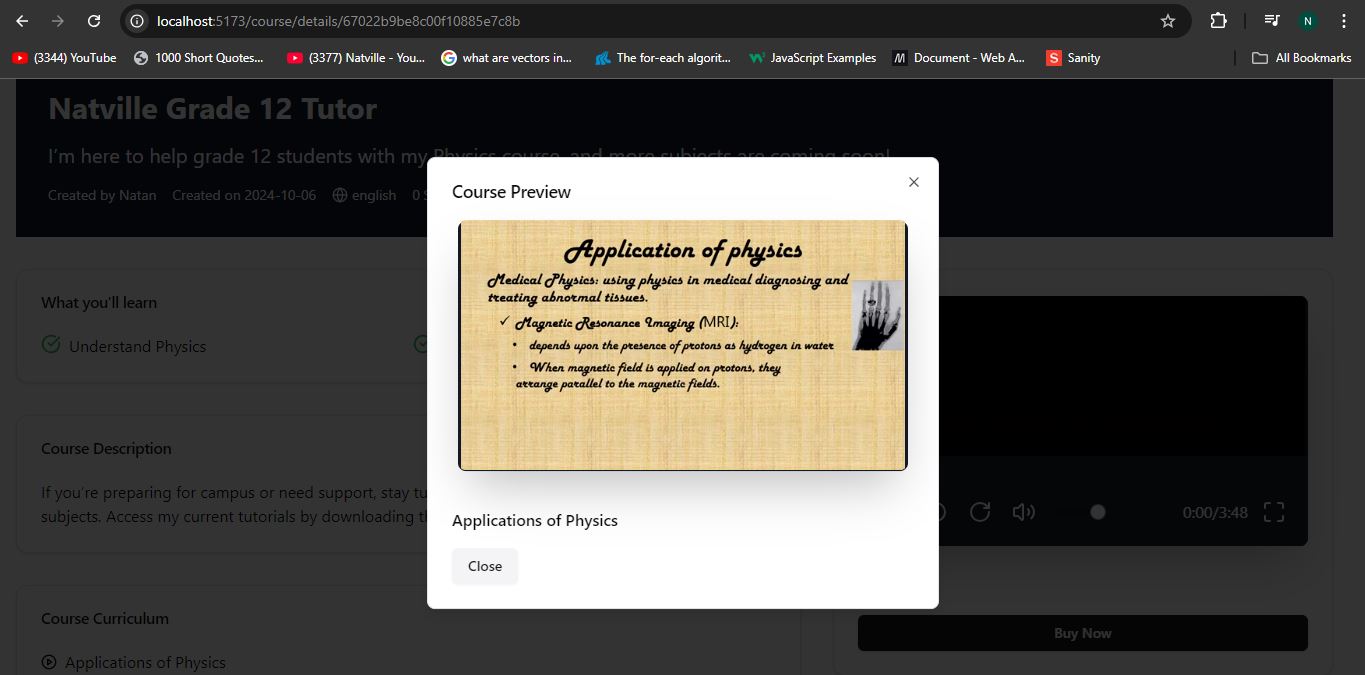 localhost:5173/course/details/67022b9be8c00f10885e7c8b
N
(3344) YouTube
1000 Short Quotes...
(3377) Natville - You...
what are vectors in...
The for-each algorit...
JavaScript Examples
Document - Web A...
Sanity
All Bookmarks
Natville Grade 12 Tutor
I'm here to help grade 12 students with my Physics course, and more subjects are coming soon!
Created by Natan
Created on 2024-10-06
english
0 S
Course Preview
Application of physics
Medical Physics: using physics in medical diagnosing and
treating abnormal tissues.
✓ Magnetic Resonance Imaging (MRI):
• depends upon the presence of protons as hydrogen in water
• When magnetic field is applied on protons, they
arrange parallel to the magnetic fields.
Applications of Physics
Close
What you'll learn
Understand Physics
Course Description
If you're preparing for campus or need support, stay tu
subjects. Access my current tutorials by downloading th
Course Curriculum
Applications of Physics
0:00/3:48
Buy Now